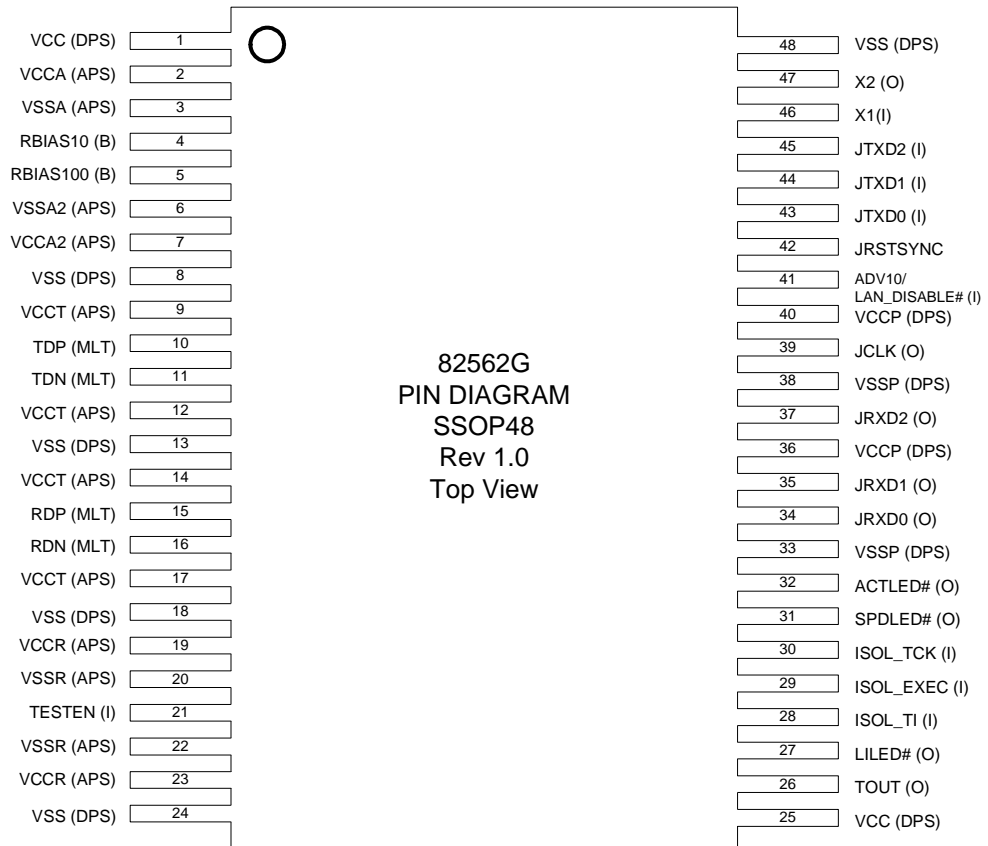 VCC (DPS) 1
VCCA (APS) 2
VSSA (APS) 3
RBIAS10 (B) 4
RBIAS100 (B) 5
VSSA2 (APS) 6
VCCA2 (APS) 7
VSS (DPS) 8
VCCT (APS) 9
TDP (MLT) 10
TDN (MLT) 11
VCCT (APS) 12
VSS (DPS) 13
VCCT (APS) 14
RDP (MLT) 15
RDN (MLT) 16
VCCT (APS) 17
VSS (DPS) 18
VCCR (APS) 19
VSSR (APS) 20
TESTEN (I) 21
VSSR (APS) 22
VCCR (APS) 23
VSS (DPS) 24
82562G
PIN DIAGRAM
SSOP48
Rev 1.0
Top View
48 VSS (DPS)
47 X2 (O)
46 X1(I)
45 JTXD2 (I)
44 JTXD1 (I)
43 JTXD0 (I)
42 JRSTSYNC
41 ADV10/
LAN_DISABLE# (I)
40 VCCP (DPS)
39 JCLK (O)
38 VSSP (DPS)
37 JRXD2 (O)
36 VCCP (DPS)
35 JRXD1 (O)
34 JRXD0 (O)
33 VSSP (DPS)
32 ACTLED# (O)
31 SPDLED# (O)
30 ISOL_TCK (I)
29 ISOL_EXEC (I)
28 ISOL_TI (I)
27 LILED# (O)
26 TOUT (O)
25 VCC (DPS)